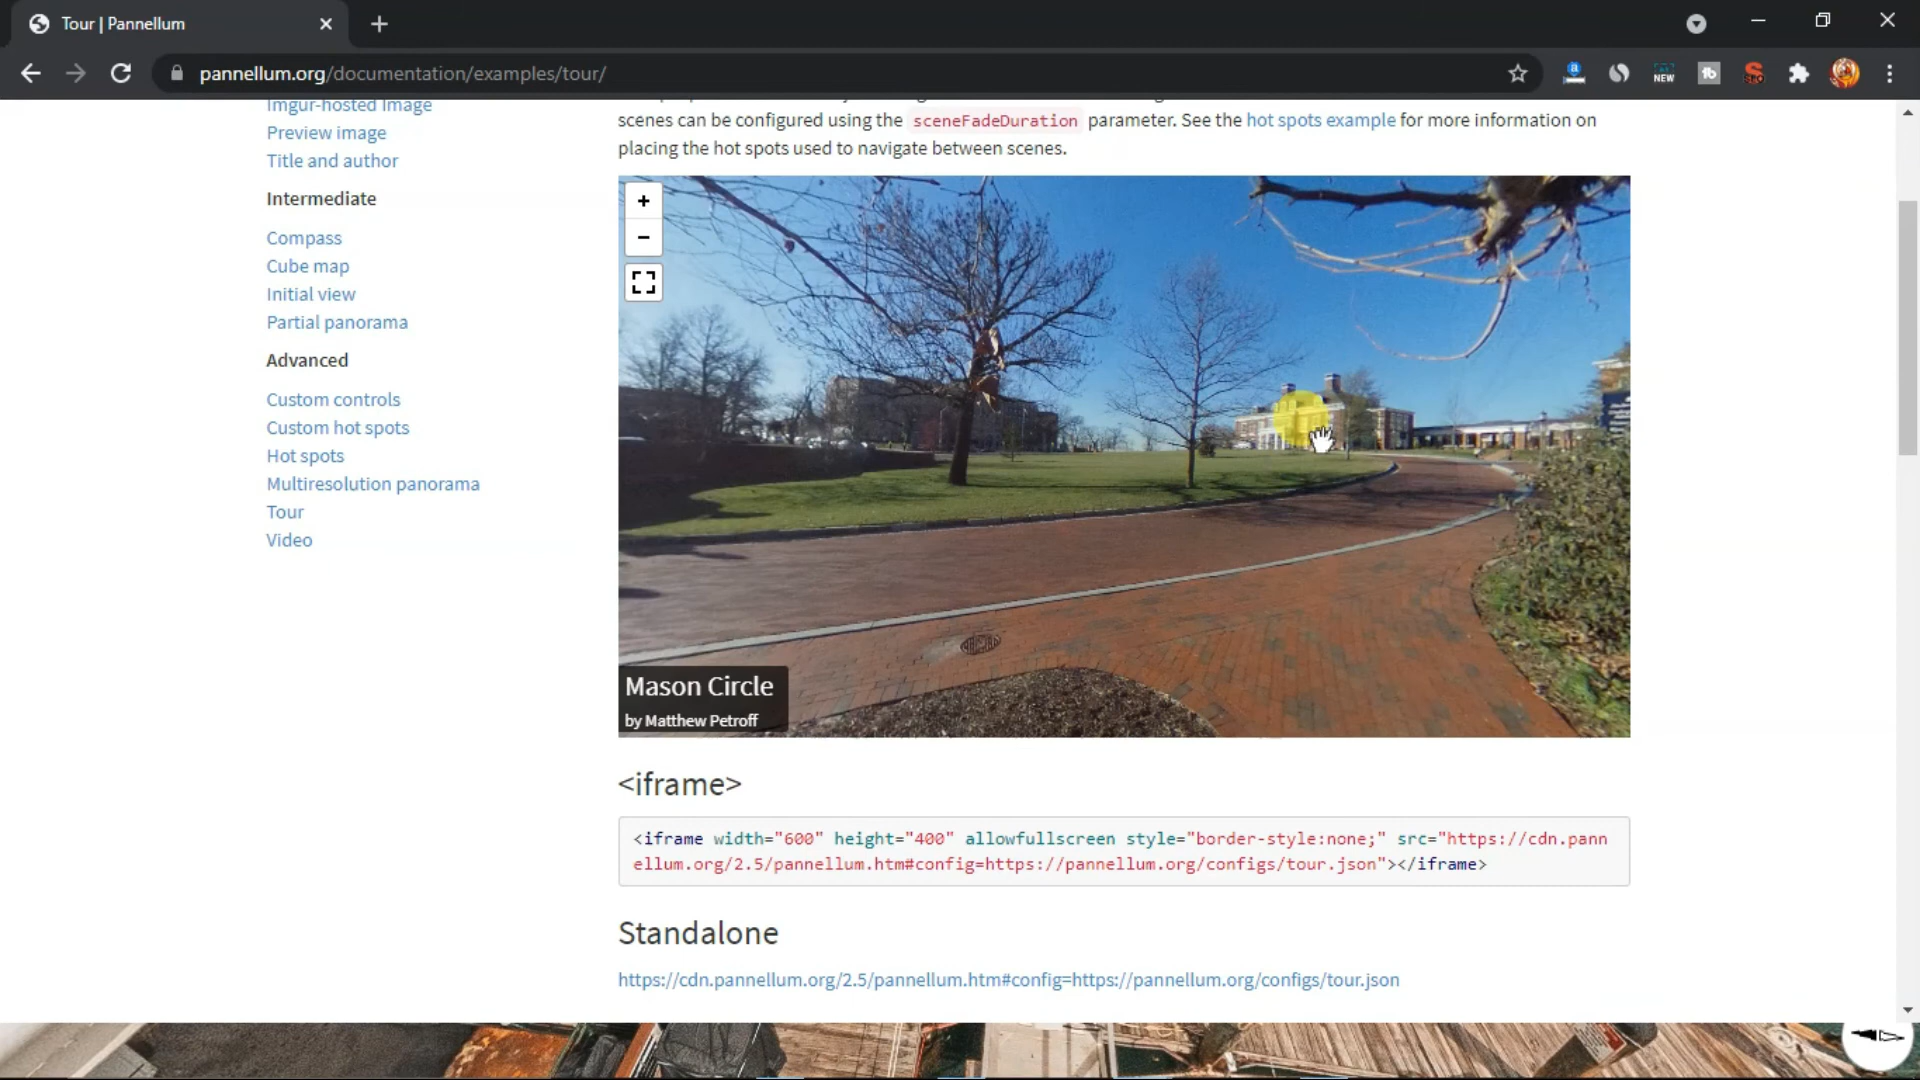 Tour | Pannellum
pannellum.org/documentation/examples/tour/
NEW
SEO
Imgur-hosted Image
Preview image
Title and author
Intermediate
Compass
Cube map
Initial view
Partial panorama
Advanced
Custom controls
Custom hot spots
Hot spots
Multiresolution panorama
Tour
Video
scenes can be configured using the sceneFadeDuration parameter. See the hot spots example for more information on
placing the hot spots used to navigate between scenes.
Mason Circle
by Matthew Petroff
<iframe>
<iframe width="600" height="400" allowfullscreen style="border-style:none;" src="https://cdn.pann
ellum.org/2.5/pannellum.htm#config=https://pannellum.org/configs/tour.json"></iframe>
Standalone
https://cdn.pannellum.org/2.5/pannellum.htm#config=https://pannellum.org/configs/tour.json